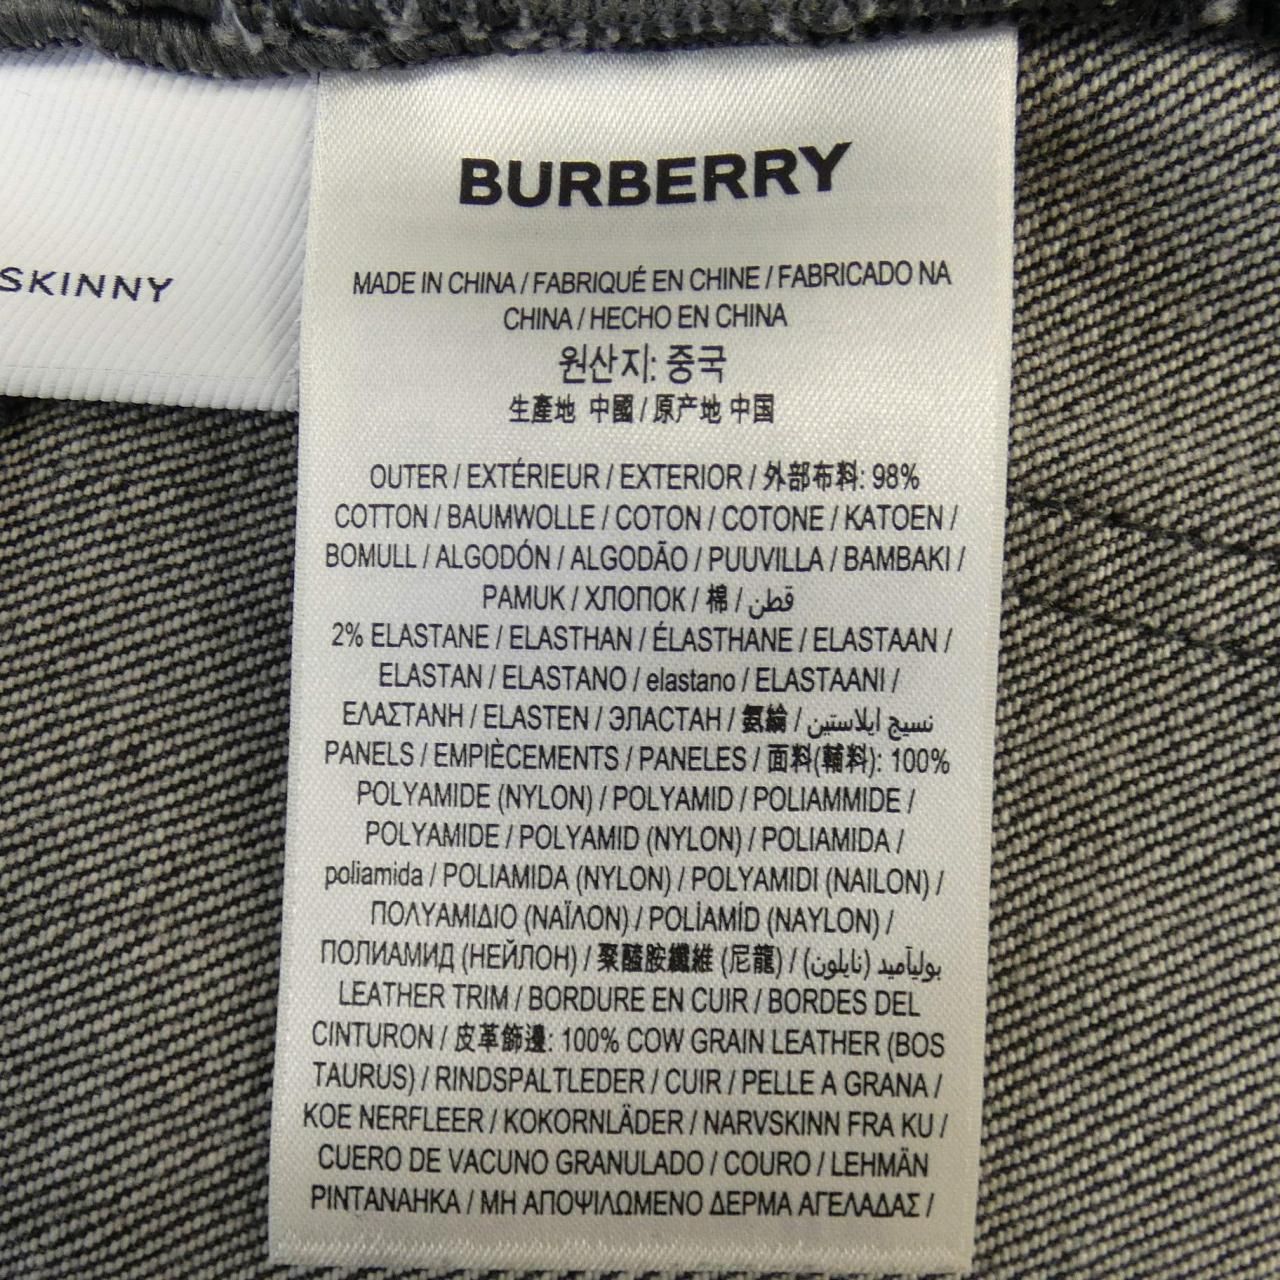 SKINNY
BURBERRY
MADE IN CHINA / FABRIQUÉ EN CHINE / FABRICADO NA
CHINA / HECHO EN CHINA
원산지: 중국
生產地 中國 / 原产地 中国
OUTER / EXTÉRIEUR / EXTERIOR / 外部布料: 98%
COTTON / BAUMWOLLE / COTON / COTONE / KATOEN /
BOMULL / ALGODÓN / ALGODÃO / PUUVILLA / BAMBAKI /
PAMUK / ХЛОПОК / 棉 / قطن
2% ELASTANE / ELASTHAN / ÉLASTHANE / ELASTAAN /
ELASTAN / ELASTANO / elastano / ELASTAANI /
ΕΛΑΣΤΑΝΗ / ELASTEN / ЭЛАСТАН / 氨綸 / نسيج ايلاستين
PANELS / EMPIÈCEMENTS / PANELES / 面料(輔料): 100%
POLYAMIDE (NYLON) / POLYAMID / POLIAMMIDE /
POLYAMIDE / POLYAMID (NYLON) / POLIAMIDA /
poliamida / POLIAMIDA (NYLON) / POLYAMIDI (NAILON) /
ΠΟΛΥΑΜΙΔΙΟ (ΝΑΪΛΟΝ) / POLİAMİD (NAYLON) /
ПОЛИАМИД (НЕЙЛОН) / 聚醯胺纖維 (尼龍) / بوليآميد (نايلون)
LEATHER TRIM / BORDURE EN CUIR / BORDES DEL
CINTURON / 皮革飾邊: 100% COW GRAIN LEATHER (BOS
TAURUS) / RINDSPALTLEDER / CUIR / PELLE A GRANA /
KOE NERFLEER / KOKORNLÄDER / NARVSKINN FRA KU /
CUERO DE VACUNO GRANULADO / COURO / LEHMÄN
PINTANAHKA / ΜΗ ΑΠΟΨΙΛΩΜΕΝΟ ΔΕΡΜΑ ΑΓΕΛΑΔΑΣ /